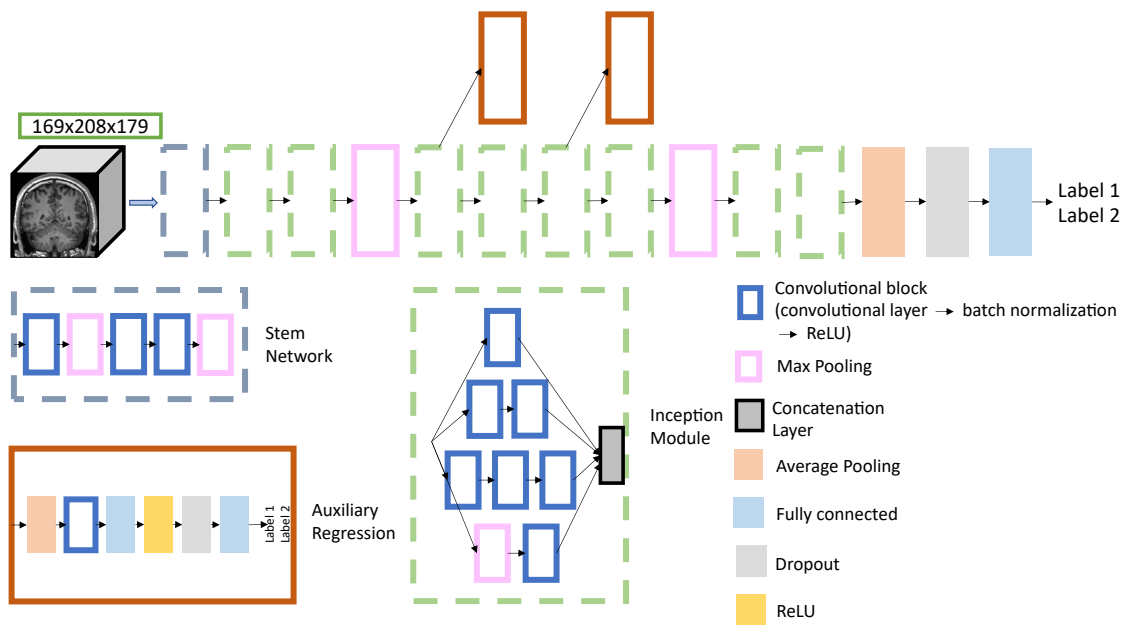 169x208x179
Label 1
Label 2
Stem
Network
Inception
Module
Auxiliary
Regression
Label 1
Label 2
Convolutional block
(convolutional layer → batch normalization
→ ReLU)
Max Pooling
Concatenation
Layer
Average Pooling
Fully connected
Dropout
ReLU